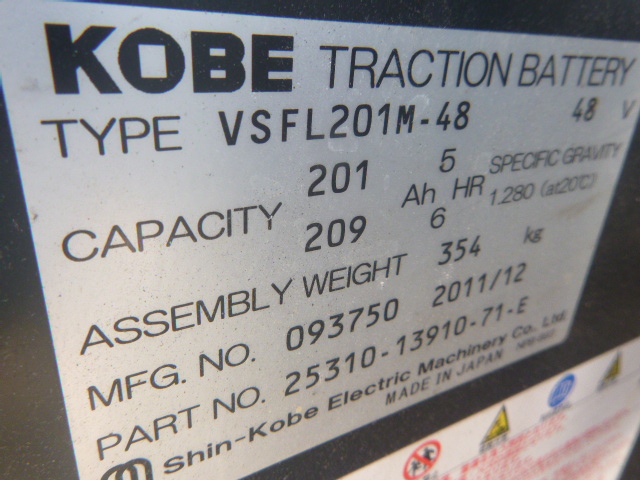 KOBE TRACTION BATTERY
TYPE VSFL201M-48 48 V
CAPACITY 201 Ah 5 HR SPECIFIC GRAVITY
209 6 1.280 (at20℃)
ASSEMBLY WEIGHT 354 kg
MFG. NO. 093750 2011/12
PART NO. 25310-13910-71-E
Shin-Kobe Electric Machinery Co., Ltd.
MADE IN JAPAN